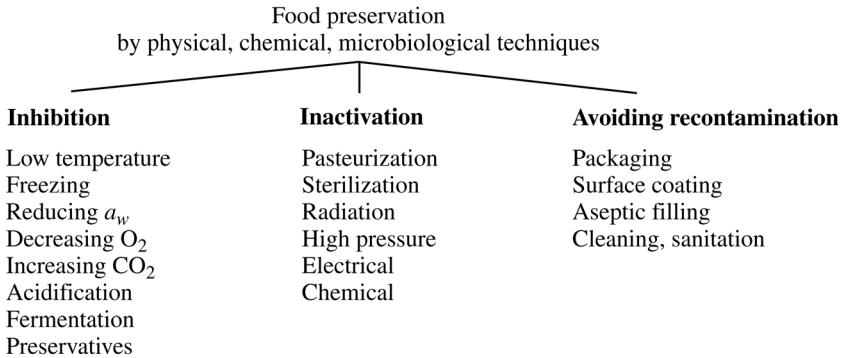 Food preservation
by physical, chemical, microbiological techniques
Inhibition
Low temperature
Freezing
Reducing a_w
Decreasing O₂
Increasing CO₂
Acidification
Fermentation
Preservatives
Inactivation
Pasteurization
Sterilization
Radiation
High pressure
Electrical
Chemical
Avoiding recontamination
Packaging
Surface coating
Aseptic filling
Cleaning, sanitation